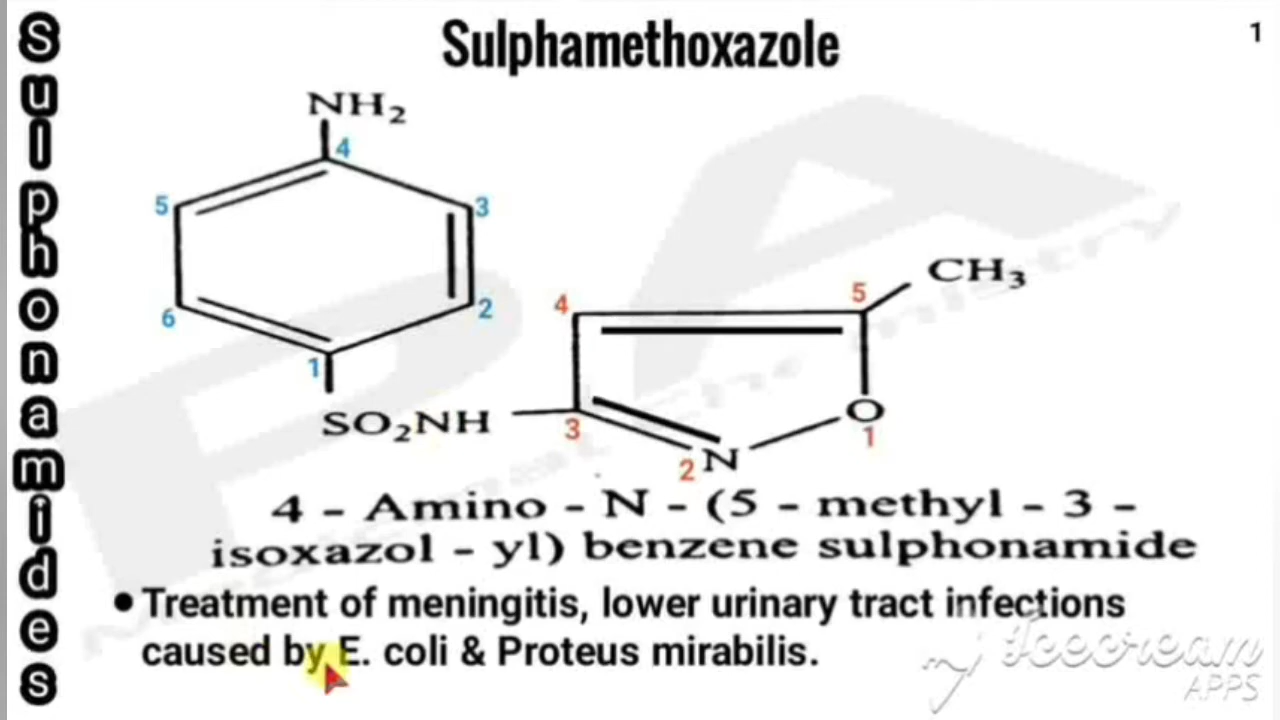 Sulphonamides
Sulphamethoxazole
1
NH₂
4
5
3
6
2
1
SO₂NH
4
5
CH₃
3
2
N
O
1
4 - Amino - N - (5 - methyl - 3 -
isoxazol - yl) benzene sulphonamide
• Treatment of meningitis, lower urinary tract infections
caused by E. coli & Proteus mirabilis.
Icecream
APPS